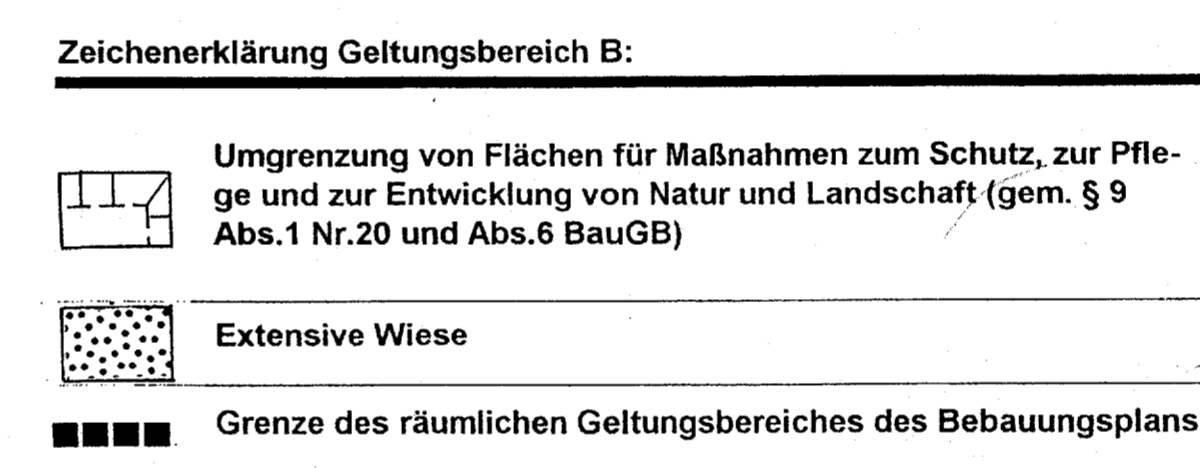 Zeichenerklärung Geltungsbereich B:
Umgrenzung von Flächen für Maßnahmen zum Schutz, zur Pfle-
ge und zur Entwicklung von Natur und Landschaft (gem. § 9
Abs.1 Nr.20 und Abs.6 BauGB)
Extensive Wiese
Grenze des räumlichen Geltungsbereiches des Bebauungsplans